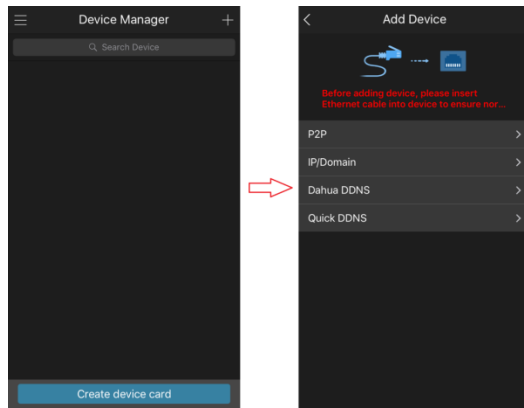 Device Manager
Search Device
Create device card
Add Device
Before adding device, please insert
Ethernet cable into device to ensure nor...
P2P
IP/Domain
Dahua DDNS
Quick DDNS